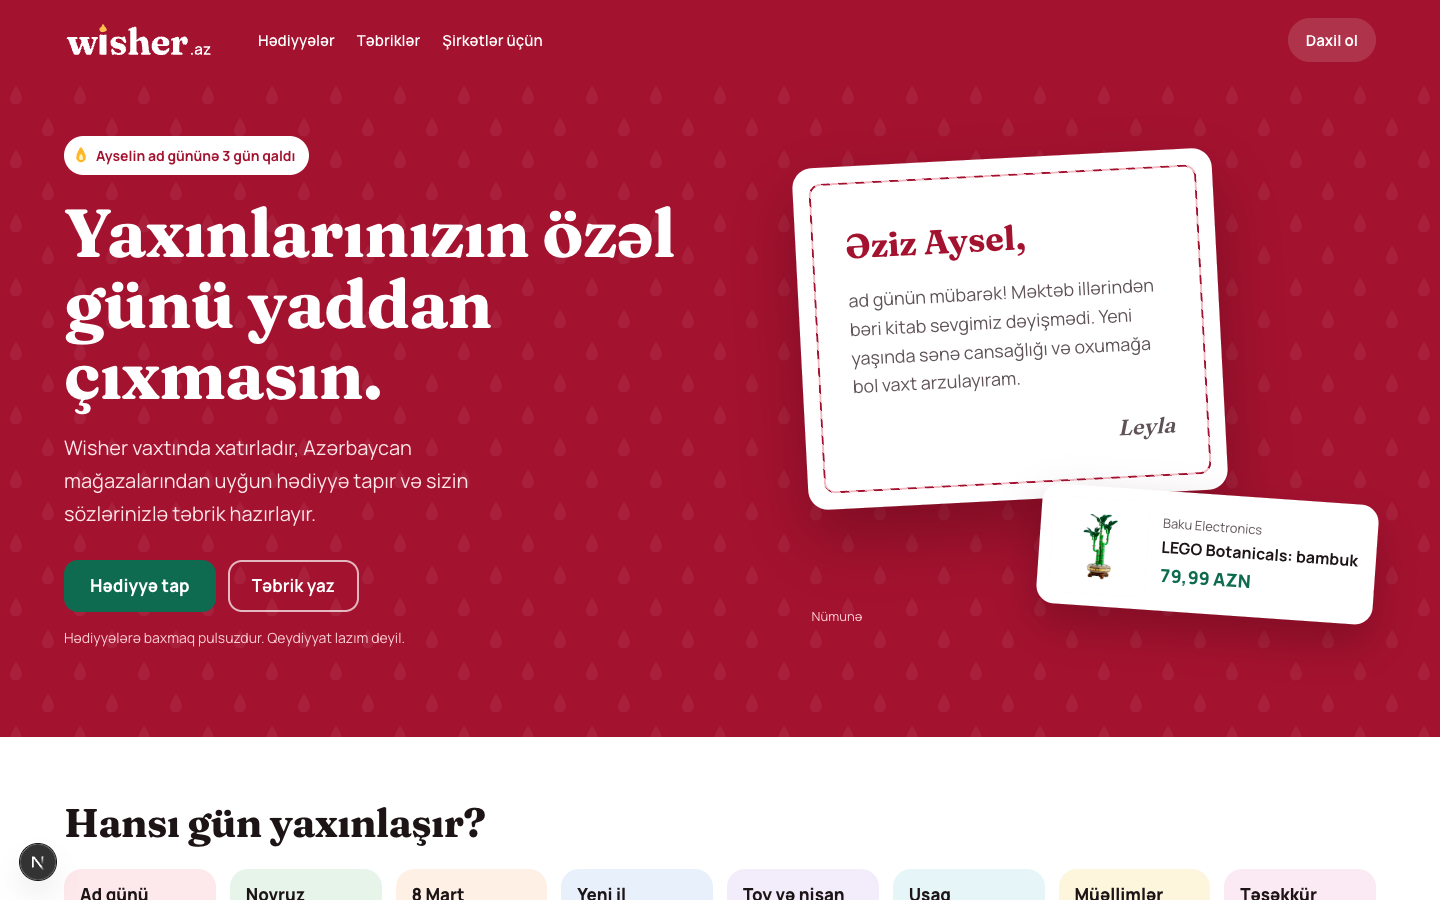 wisher.az
Hədiyyələr
Təbriklər
Şirkətlər üçün
Daxil ol
Ayselin ad gününə 3 gün qaldı
Yaxınlarınızın özəl
günü yaddan
çıxmasın.
Wisher vaxtında xatırladır, Azərbaycan
mağazalarından uyğun hədiyyə tapır və sizin
sözlərinizlə təbrik hazırlayır.
Hədiyyə tap
Təbrik yaz
Hədiyyələrə baxmaq pulsuzdur. Qeydiyyat lazım deyil.
Əziz Aysel,
ad günün mübarək! Məktəb illərindən
bəri kitab sevgimiz dəyişmədi. Yeni
yaşında sənə cansağlığı və oxumağa
bol vaxt arzulayıram.
Leyla
Baku Electronics
LEGO Botanicals: bambuk
79,99 AZN
Nümunə
Hansı gün yaxınlaşır?
Ad günü
Novruz
8 Mart
Yeni il
Toy və nişan
Uşaq
Müəllimlər
Təşəkkür
N